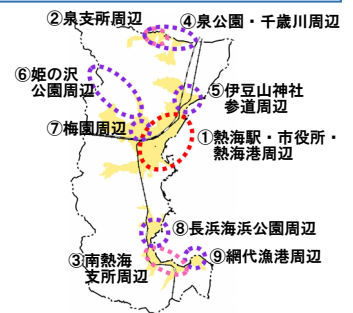 ②泉支所周辺
④泉公園・千歳川周辺
⑥姫の沢
公園周辺
⑤伊豆山神社
参道周辺
⑦梅園周辺
①熱海駅・市役所・
熱海港周辺
⑧長浜海浜公園周辺
③南熱海
支所周辺
⑨網代漁港周辺